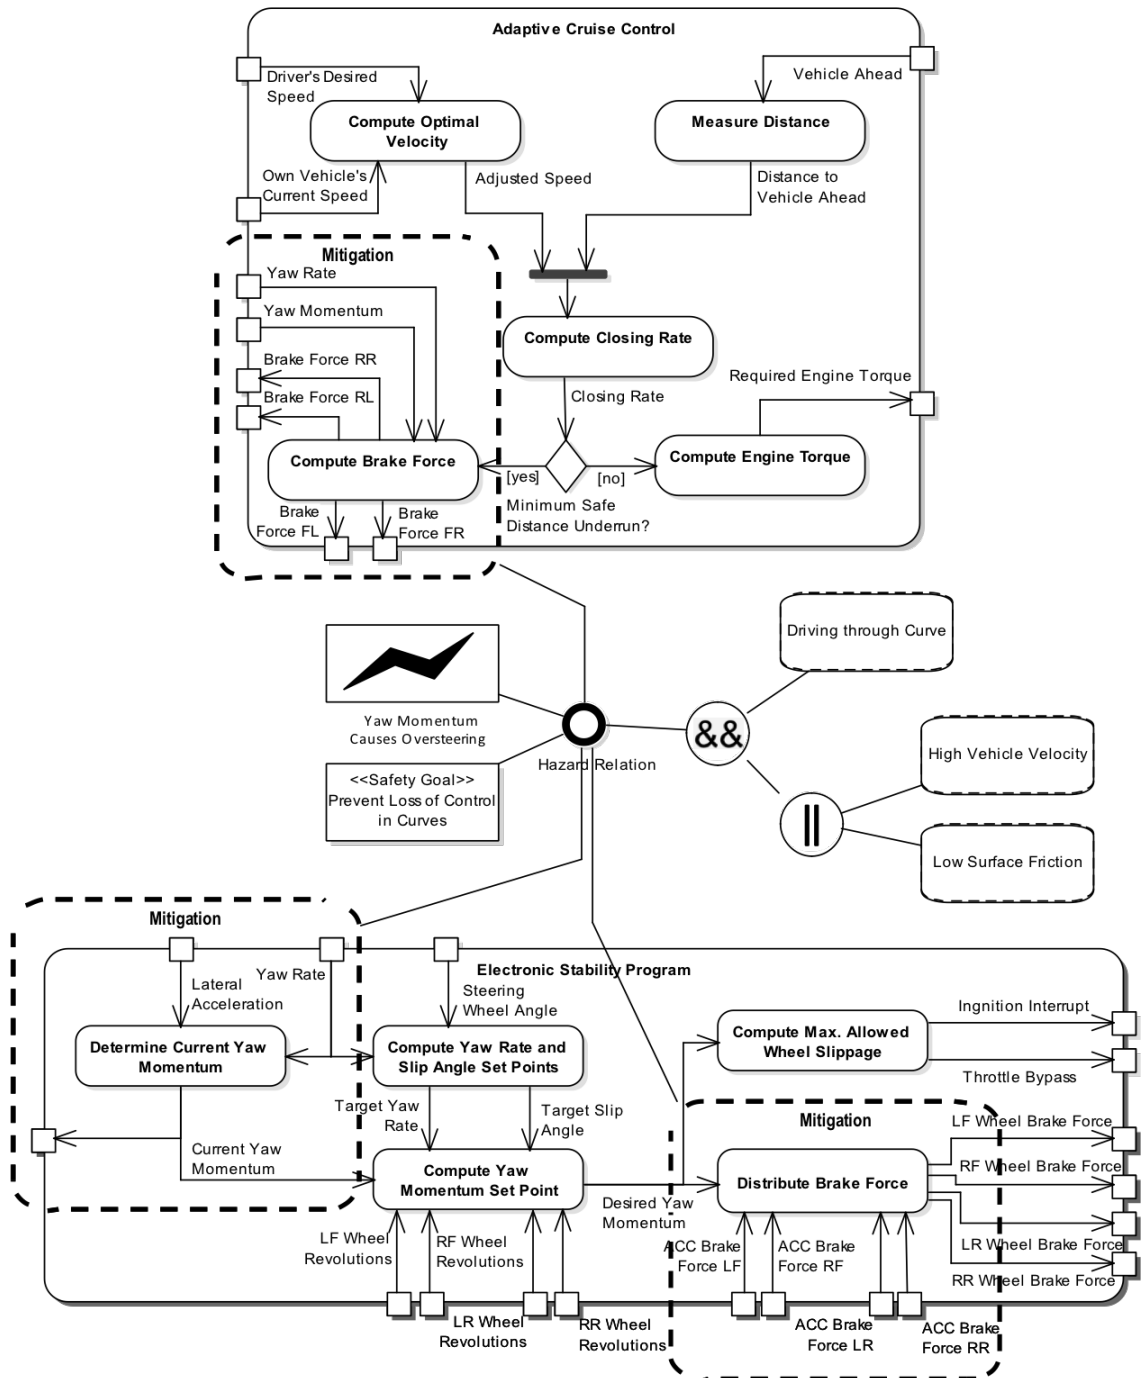 Adaptive Cruise Control
Driver's Desired
Speed
Vehicle Ahead
Compute Optimal
Velocity
Measure Distance
Own Vehicle's
Current Speed
Adjusted Speed
Distance to
Vehicle Ahead
Mitigation
Yaw Rate
Yaw Momentum
Compute Closing Rate
Brake Force RR
Brake Force RL
Closing Rate
Required Engine Torque
Compute Brake Force
[yes]
[no]
Compute Engine Torque
Minimum Safe
Distance Underrun?
Brake
Force FL
Brake
Force FR
Driving through Curve
Yaw Momentum
Causes Oversteering
&&
High Vehicle Velocity
Hazard Relation
<<Safety Goal>>
Prevent Loss of Control
in Curves
||
Low Surface Friction
Mitigation
Electronic Stability Program
Lateral
Acceleration
Yaw Rate
Steering
Wheel Angle
Ingnition Interrupt
Determine Current Yaw
Momentum
Compute Yaw Rate and
Slip Angle Set Points
Compute Max. Allowed
Wheel Slippage
Throttle Bypass
Target Yaw
Rate
Target Slip
Angle
Mitigation
LF Wheel Brake Force
Current Yaw
Momentum
Compute Yaw
Momentum Set Point
Desired Yaw
Momentum
Distribute Brake Force
RF Wheel Brake Force
LR Wheel Brake Force
RR Wheel Brake Force
LF Wheel
Revolutions
RF Wheel
Revolutions
ACC Brake
Force LF
ACC Brake
Force RF
LR Wheel
Revolutions
RR Wheel
Revolutions
ACC Brake
Force LR
ACC Brake
Force RR